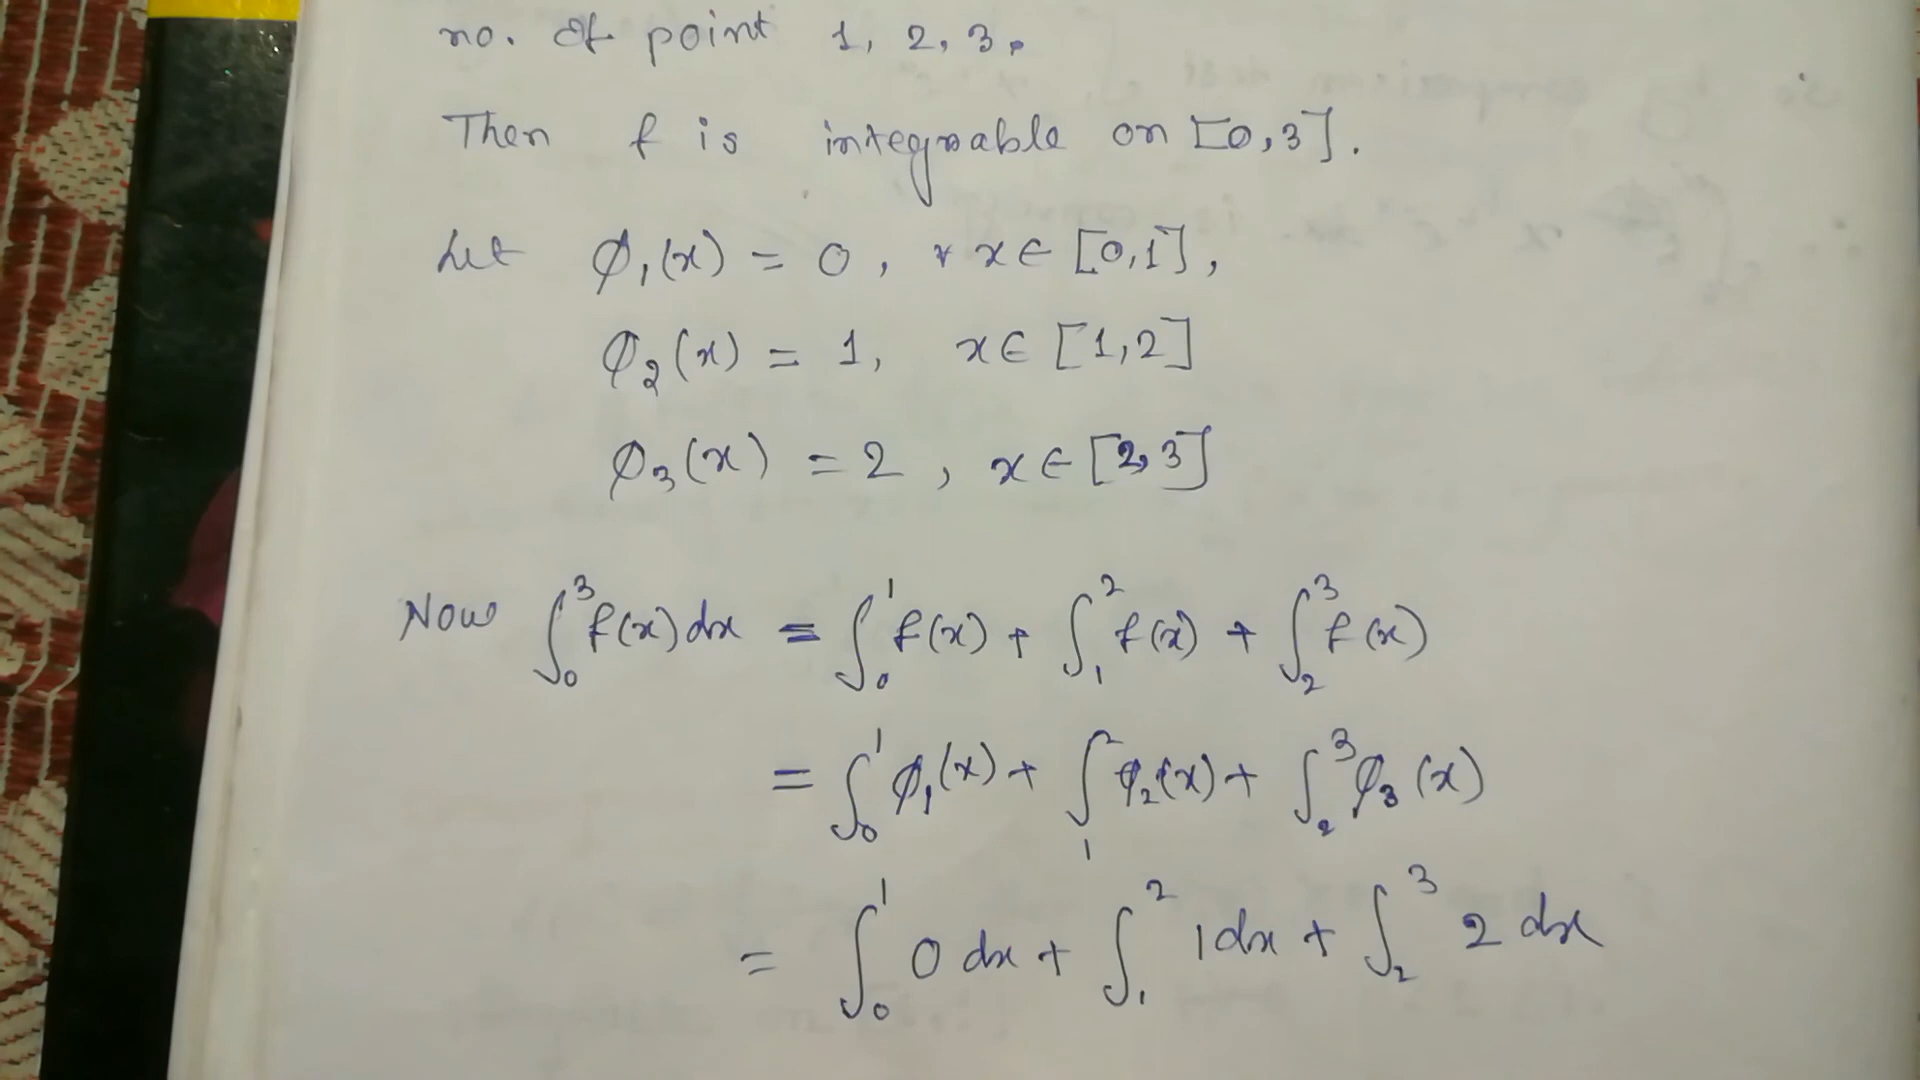 no. of point 1, 2, 3.
Then f is integrable on [0,3].
Let ϕ₁(x) = 0, ∀ x ∈ [0,1],
ϕ₂(x) = 1, x ∈ [1,2]
ϕ₃(x) = 2, x ∈ [2,3]
Now ∫₀³ f(x) dx = ∫₀¹ f(x) + ∫₁² f(x) + ∫₂³ f(x)
= ∫₀¹ ϕ₁(x) + ∫₁² ϕ₂(x) + ∫₂³ ϕ₃(x)
= ∫₀¹ 0 dx + ∫₁² 1 dx + ∫₂³ 2 dx